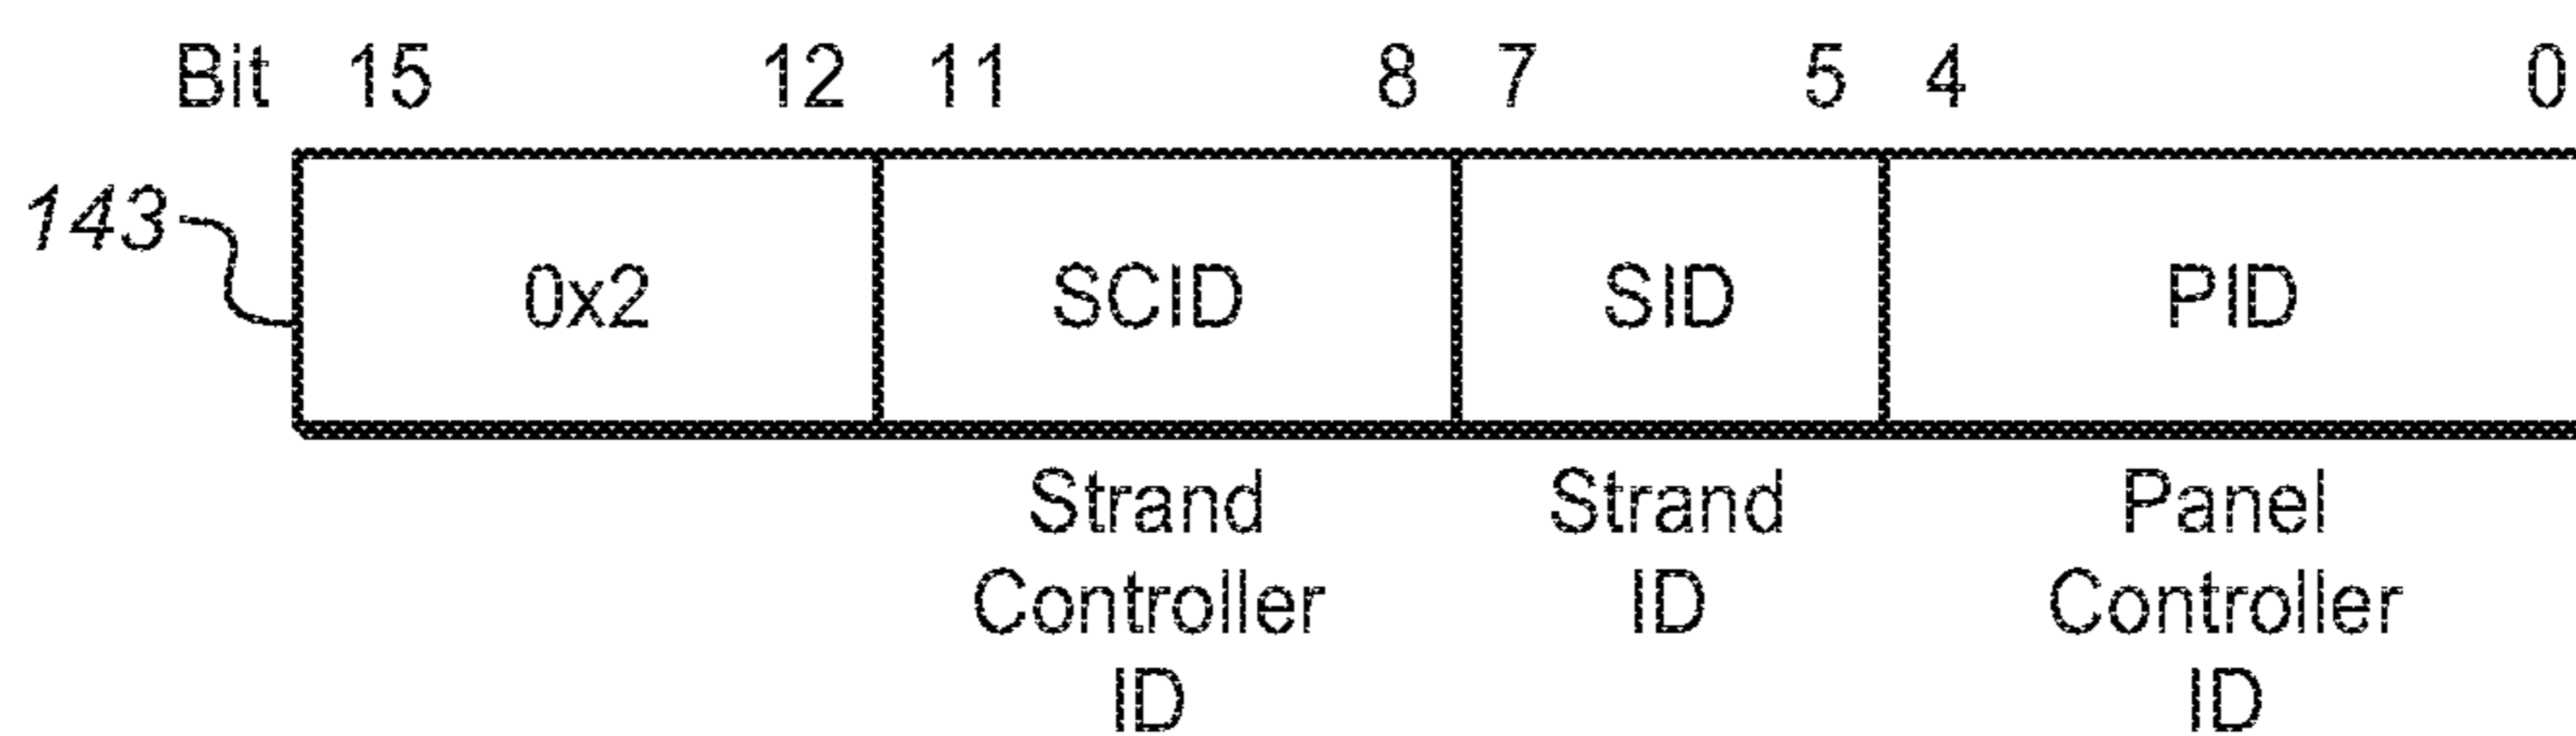 Bit 15 12 11 8 7 5 4 0
143
0x2 SCID SID PID
Strand Strand Panel
Controller ID Controller
ID ID